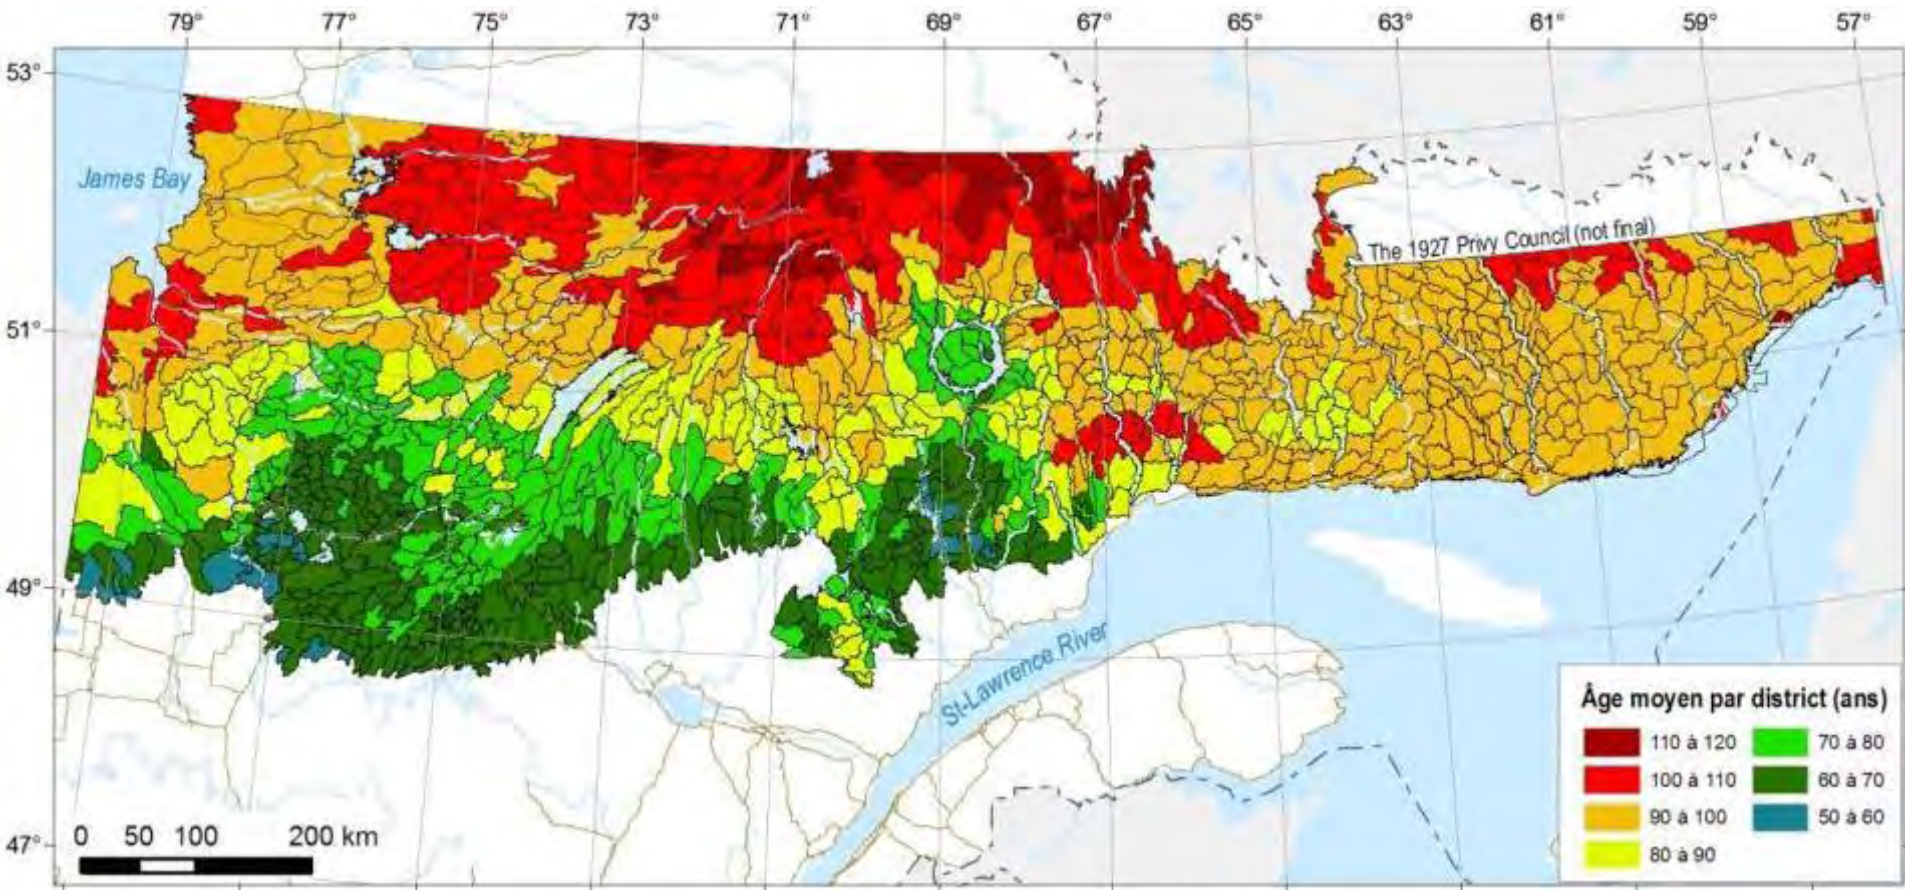 79° 77° 75° 73° 71° 69° 67° 65° 63° 61° 59° 57°
53°
James Bay
The 1927 Privy Council (not final)
51°
49°
St-Lawrence River
47°
Âge moyen par district (ans)
110 à 120 70 à 80
100 à 110 60 à 70
90 à 100 50 à 60
80 à 90
0 50 100 200 km